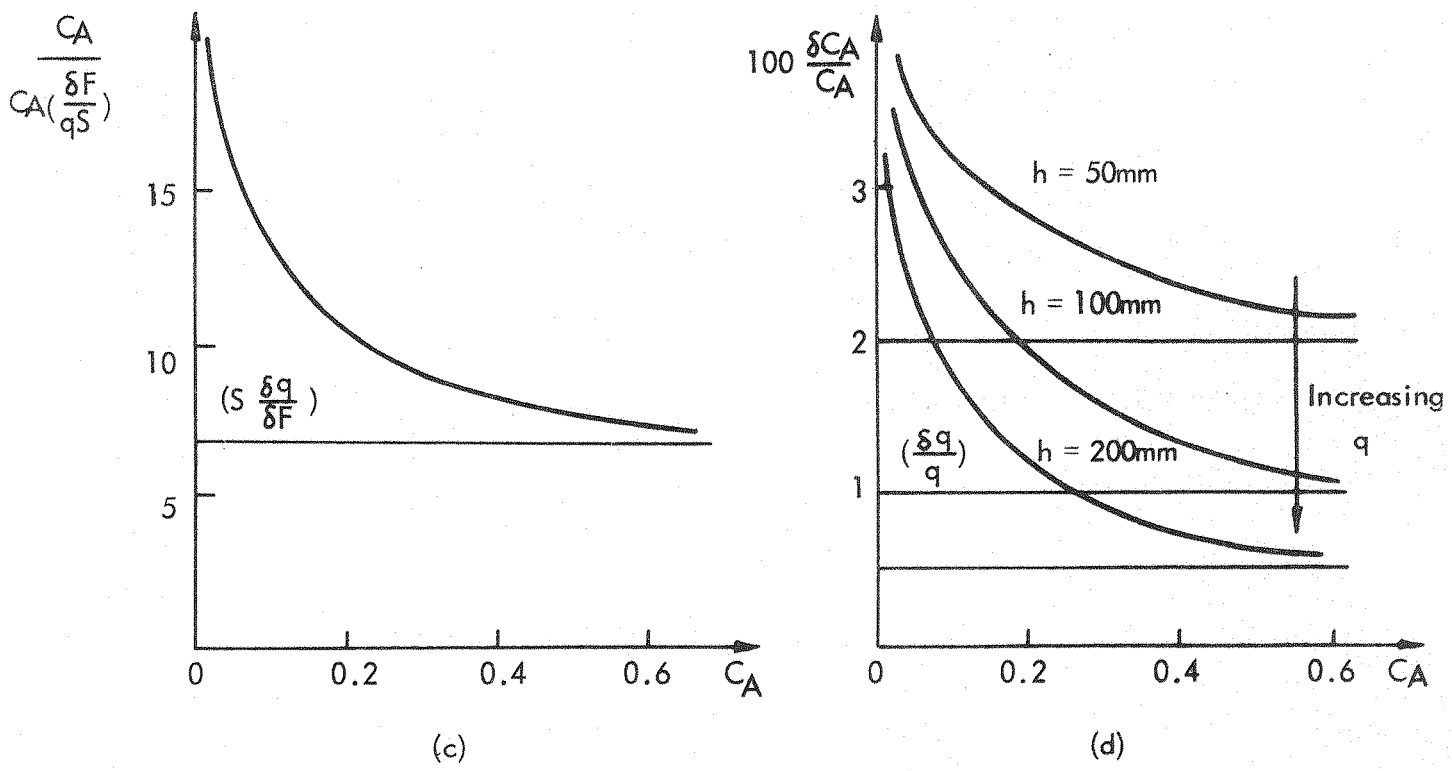 C_A
C_A(δF/qS)
15
10
(S δq/δF)
5
0 0.2 0.4 0.6 C_A
(c)
100 δC_A/C_A
h = 50mm
3
h = 100mm
2
Increasing
q
(δq/q)
h = 200mm
1
0 0.2 0.4 0.6 C_A
(d)